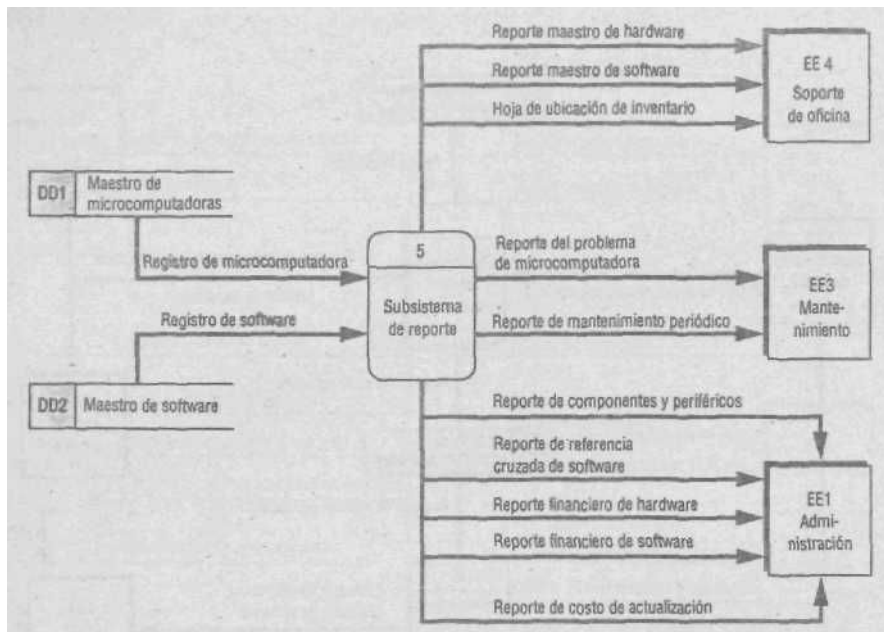 Reporte maestro de hardware
Reporte maestro de software
Hoja de ubicación de inventario
EE 4
Soporte
de oficina
DD1
Maestro de
microcomputadoras
Registro de microcomputadora
Registro de software
DD2
Maestro de software
5
Subsistema
de reporte
Reporte del problema
de microcomputadora
Reporte de mantenimiento periódico
EE3
Mante-
nimiento
Reporte de componentes y periféricos
Reporte de referencia
cruzada de software
Reporte financiero de hardware
Reporte financiero de software
Reporte de costo de actualización
EE1
Admi-
nistración